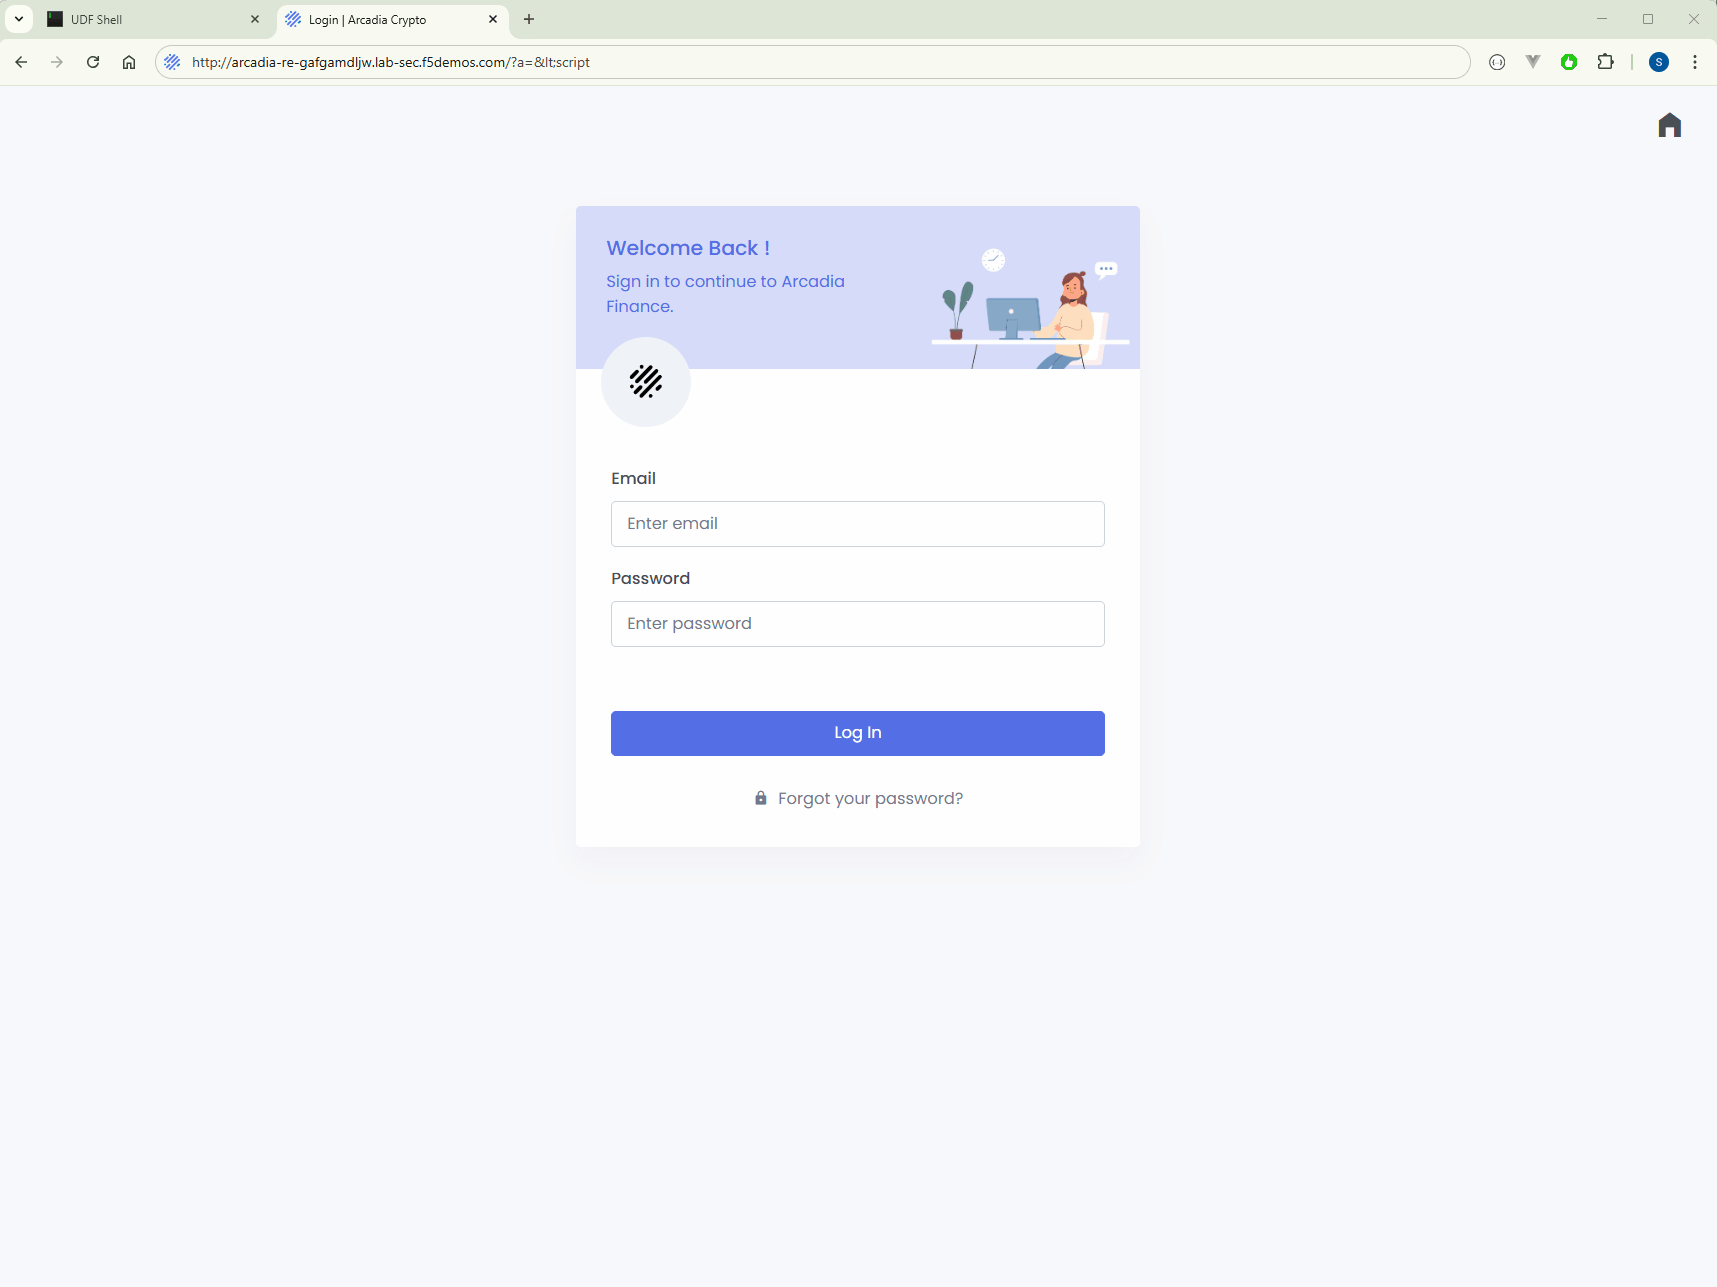 UDF Shell
Login | Arcadia Crypto
http://arcadia-re-gafgamdljw.lab-sec.f5demos.com/?a=&lt;script
S
Welcome Back !
Sign in to continue to Arcadia
Finance.
Email
Enter email
Password
Enter password
Log In
Forgot your password?